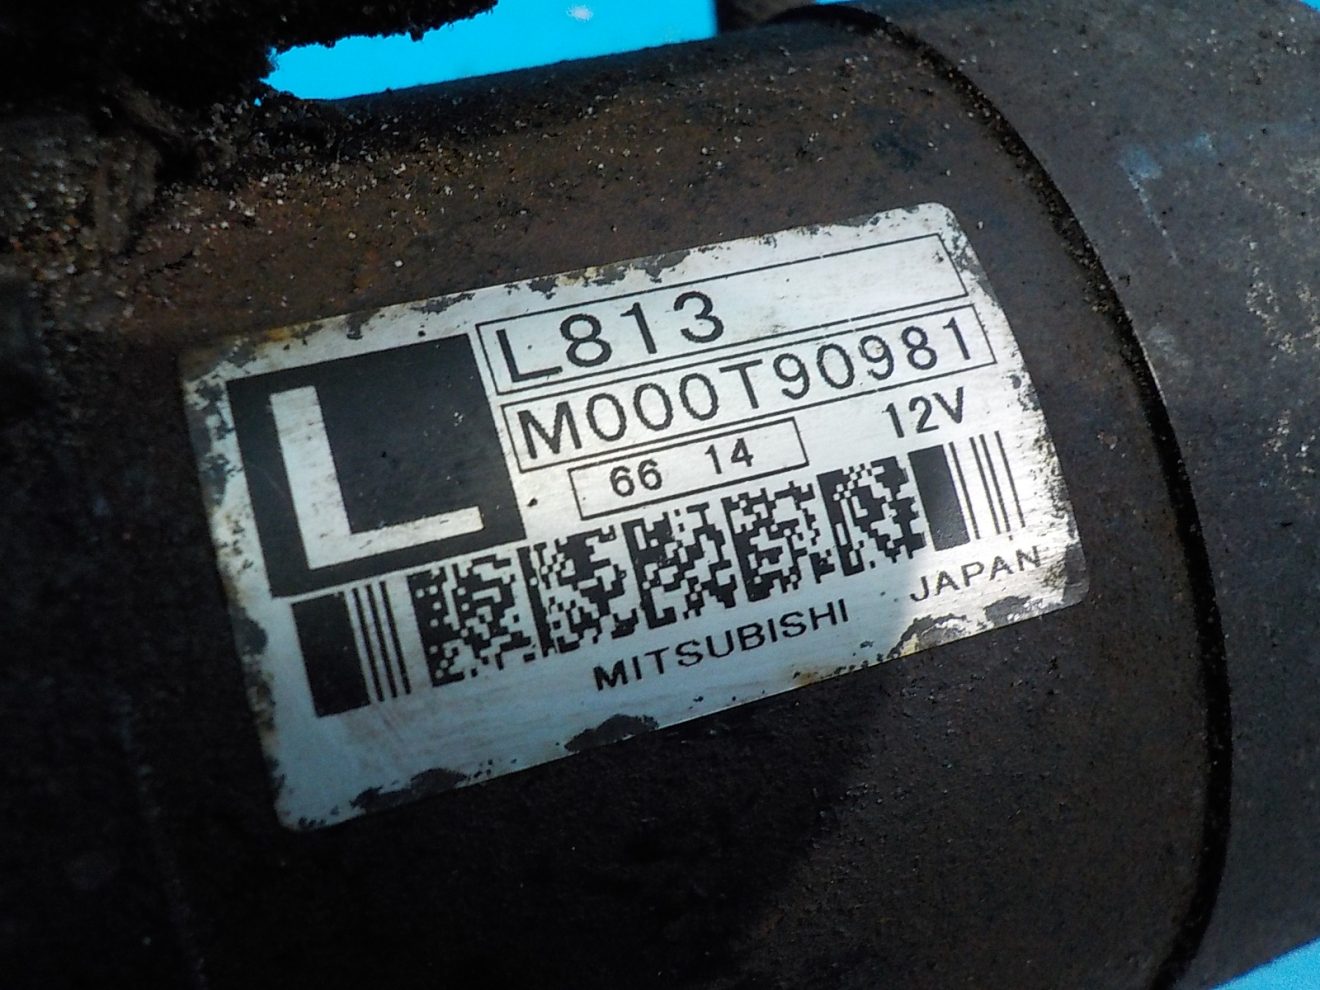 L
L813
M000T90981
66 14
12V
MITSUBISHI
JAPAN